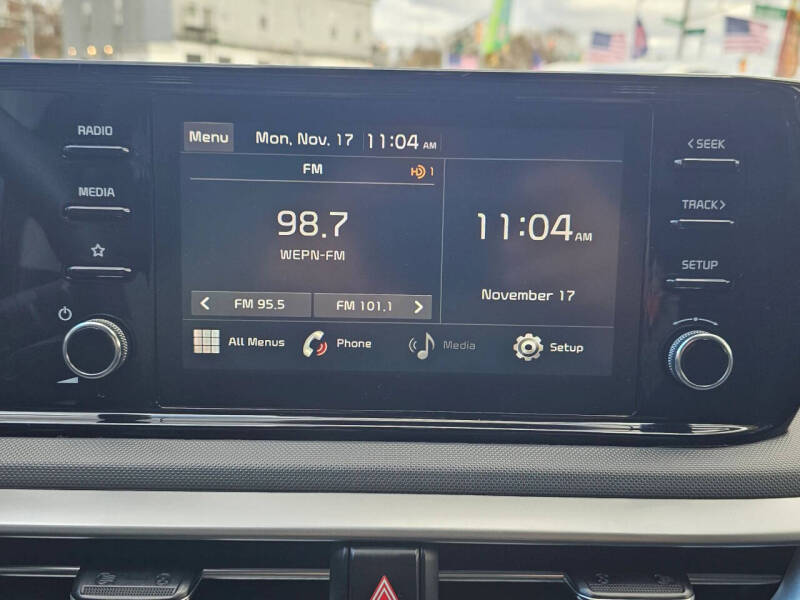 RADIO
MEDIA
Menu Mon, Nov. 17 11:04 AM
FM HD 1
98.7
WEPN-FM
< FM 95.5 FM 101.1 >
11:04 AM
November 17
All Menus Phone Media Setup
< SEEK
TRACK >
SETUP